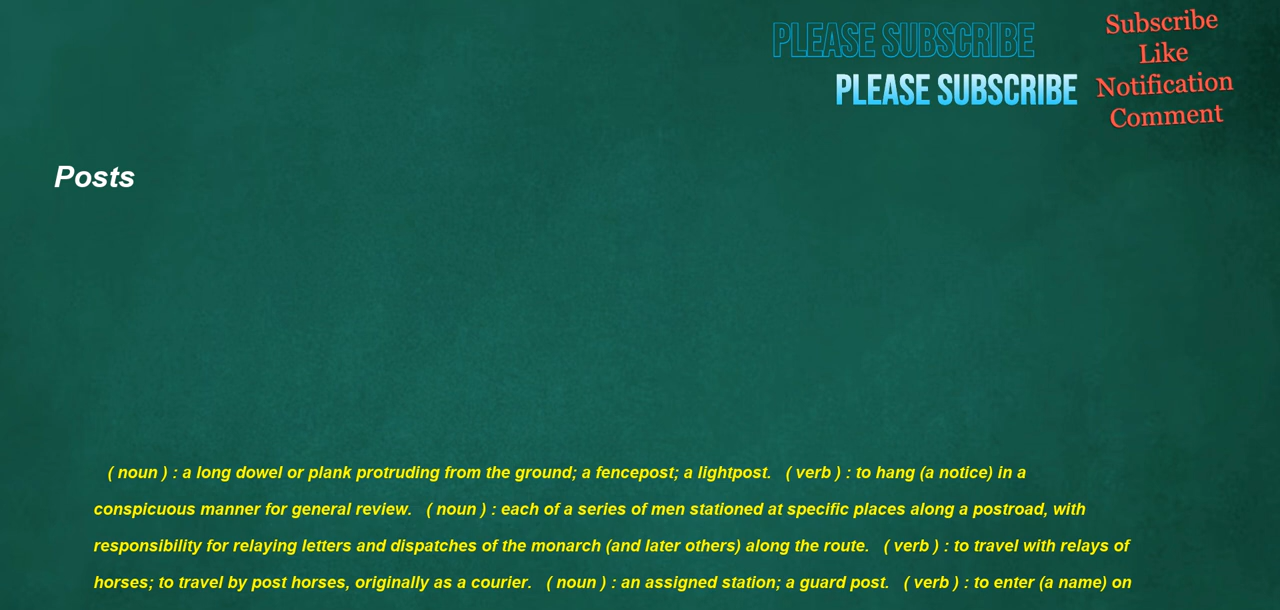 PLEASE SUBSCRIBE
PLEASE SUBSCRIBE
Subscribe
Like
Notification
Comment
Posts
( noun ) : a long dowel or plank protruding from the ground; a fencepost; a lightpost. ( verb ) : to hang (a notice) in a
conspicuous manner for general review. ( noun ) : each of a series of men stationed at specific places along a postroad, with
responsibility for relaying letters and dispatches of the monarch (and later others) along the route. ( verb ) : to travel with relays of
horses; to travel by post horses, originally as a courier. ( noun ) : an assigned station; a guard post. ( verb ) : to enter (a name) on